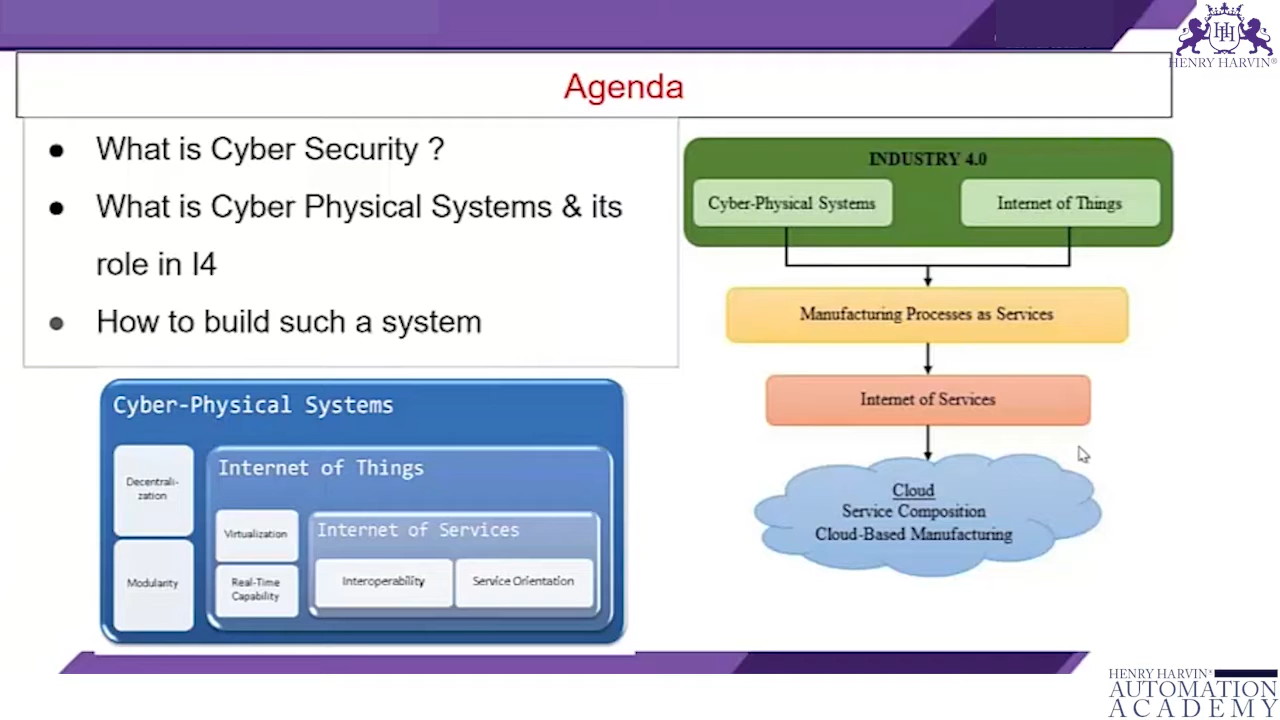 HENRY HARVIN®
Agenda
● What is Cyber Security ?
● What is Cyber Physical Systems & its
role in I4
● How to build such a system
INDUSTRY 4.0
Cyber-Physical Systems
Internet of Things
Manufacturing Processes as Services
Internet of Services
Cloud
Service Composition
Cloud-Based Manufacturing
Cyber-Physical Systems
Decentrali-
zation
Modularity
Internet of Things
Virtualization
Real-Time
Capability
Internet of Services
Interoperability
Service Orientation
HENRY HARVIN®
AUTOMATION
ACADEMY